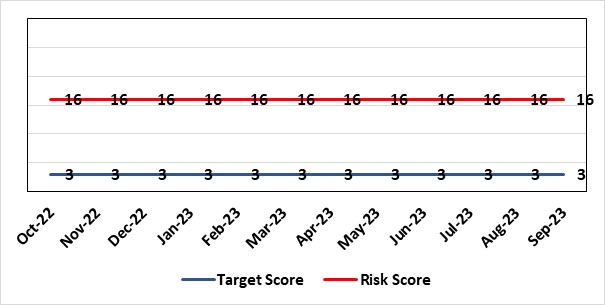 16 16 16 16 16 16 16 16 16 16 16 16
3 3 3 3 3 3 3 3 3 3 3 3
Oct-22 Nov-22 Dec-22 Jan-23 Feb-23 Mar-23 Apr-23 May-23 Jun-23 Jul-23 Aug-23 Sep-23
Target Score Risk Score